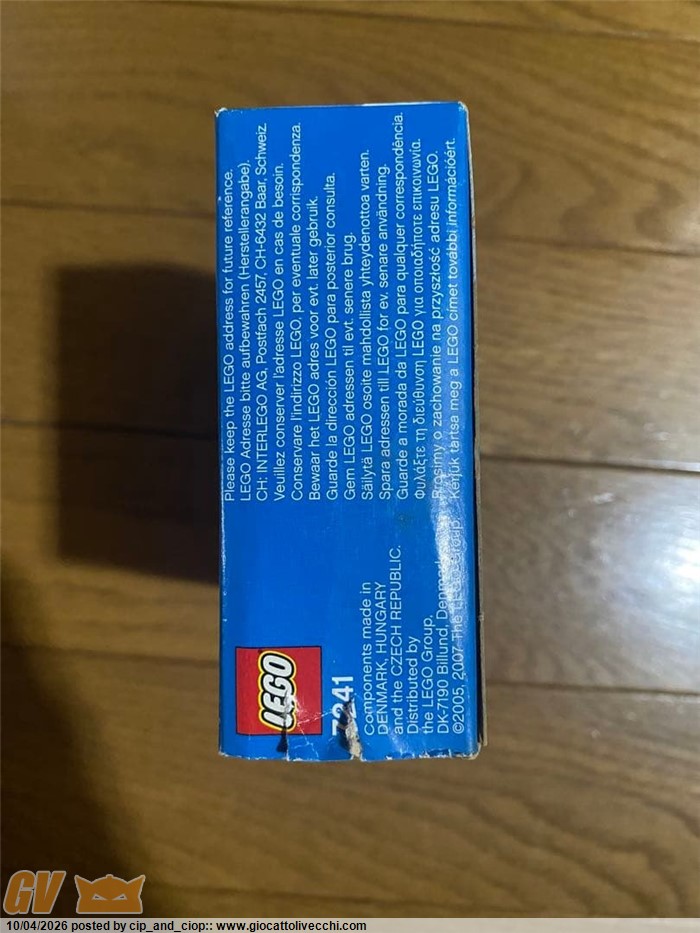 Please keep the LEGO address for future reference.
LEGO Adresse bitte aufbewahren (Herstellerangabe).
CH: INTERLEGO AG, Postfach 2457, CH-6432 Baar, Schweiz
Veuillez conserver l'adresse LEGO en cas de besoin.
Conservare l'indirizzo LEGO, per eventuale corrispondenza.
Bewaar het LEGO adres voor evt. later gebruik.
Guarde la dirección LEGO para posterior consulta.
Gem LEGO adressen til evt. senere brug.
Säilytä LEGO osoite mahdollista yhteydenottoa varten.
Spara adressen till LEGO for ev. senare användning.
Guarde a morada da LEGO para qualquer correspondência.
Φυλάξτε τη διεύθυνση LEGO για οποιαδήποτε επικοινωνία.
Prosimy o zachowanie na przyszłość adresu LEGO.
Kérjük tartsa meg a LEGO címet további információért.
LEGO
7241
Components made in
DENMARK, HUNGARY
and the CZECH REPUBLIC.
Distributed by
the LEGO Group,
DK-7190 Billund, Denmark
©2005, 2007 The LEGO Group.
GV
10/04/2026 posted by cip_and_ciop:: www.giocattolivecchi.com